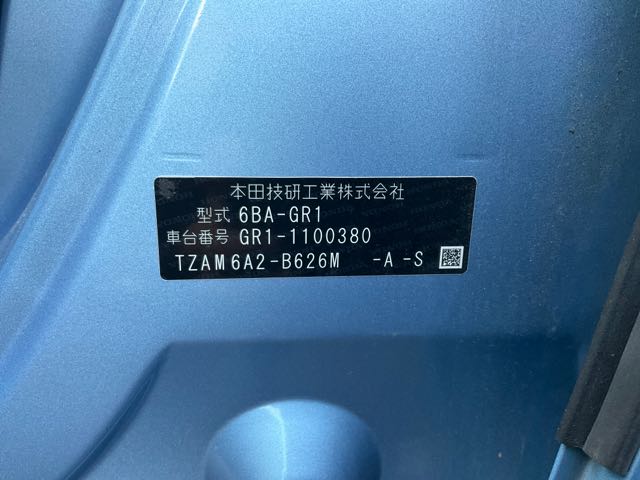 本田技研工業株式会社
型式 6BA-GR1
車台番号 GR1-1100380
TZAM6A2-B626M -A-S